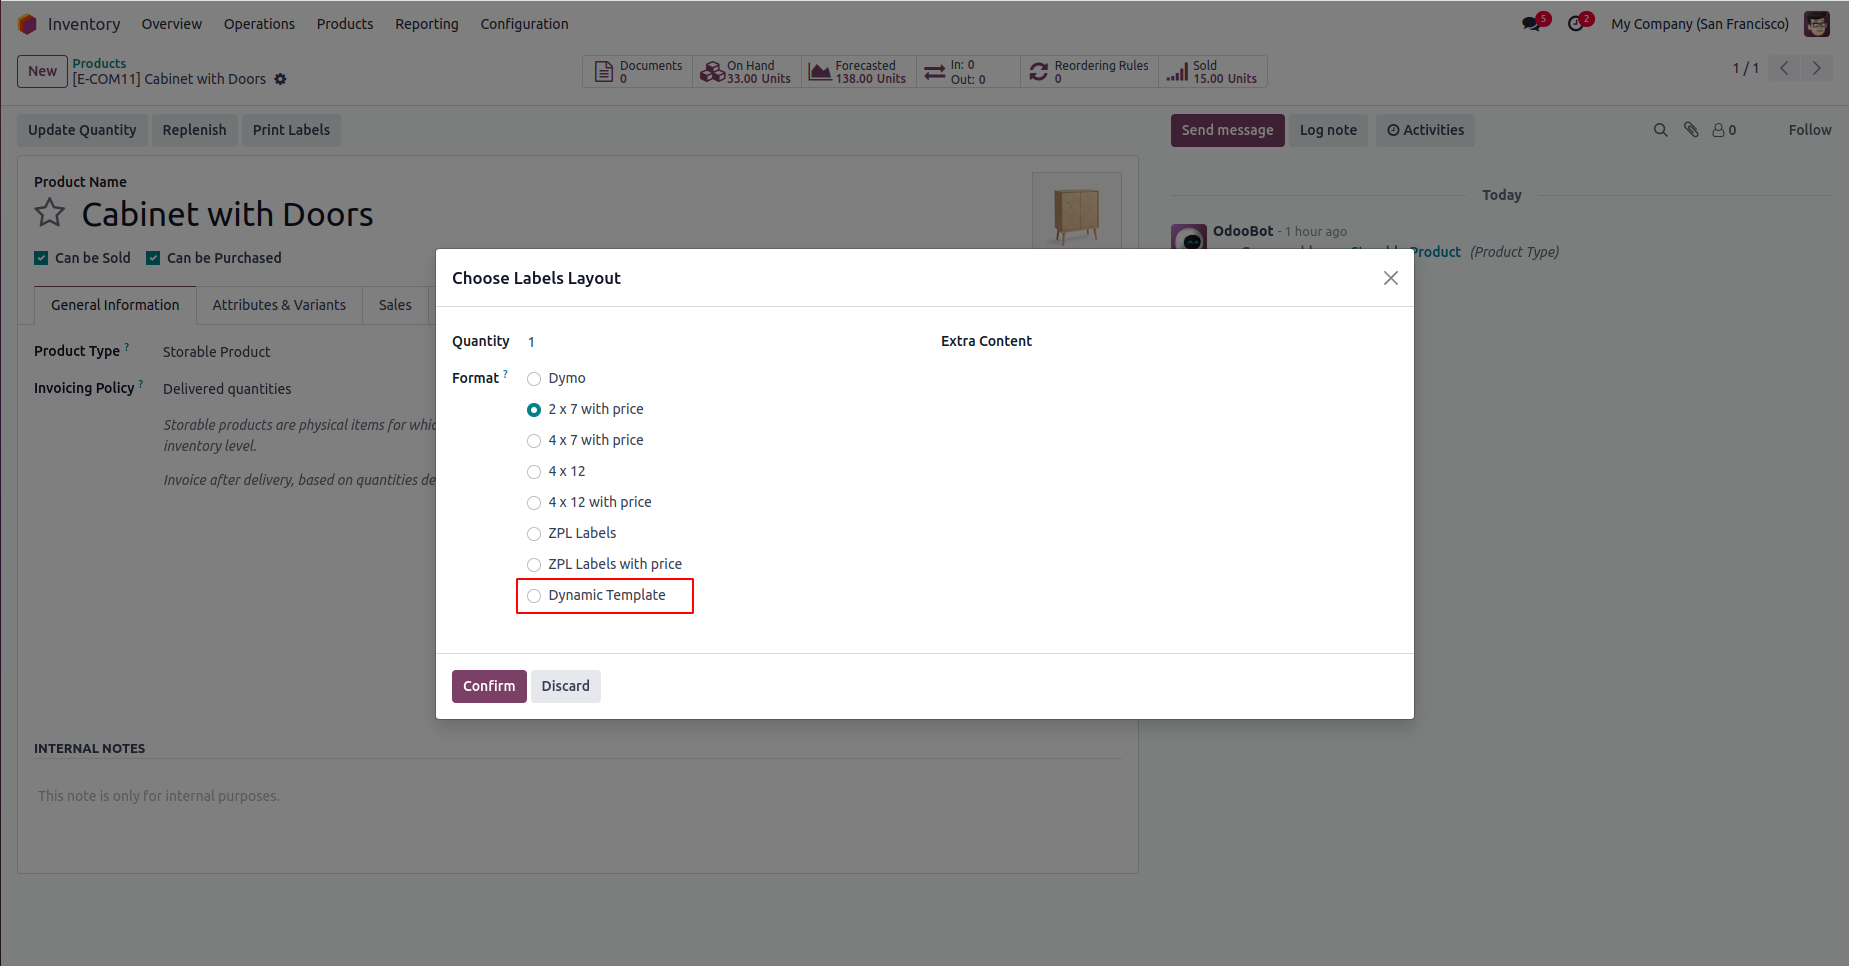 Inventory Overview Operations Products Reporting Configuration 5 2 My Company (San Francisco)
New Products
[E-COM11] Cabinet with Doors
Documents
0
On Hand
33.00 Units
Forecasted
138.00 Units
In: 0
Out: 0
Reordering Rules
0
Sold
15.00 Units
1 / 1
Update Quantity Replenish Print Labels
Send message Log note Activities 0 Follow
Product Name
Cabinet with Doors
Can be Sold Can be Purchased
General Information Attributes & Variants Sales
Product Type ? Storable Product
Invoicing Policy ? Delivered quantities
Storable products are physical items for whic
inventory level.
Invoice after delivery, based on quantities de
INTERNAL NOTES
This note is only for internal purposes.
Today
OdooBot - 1 hour ago
Product (Product Type)
Choose Labels Layout
Quantity 1
Extra Content
Format ? Dymo
2 x 7 with price
4 x 7 with price
4 x 12
4 x 12 with price
ZPL Labels
ZPL Labels with price
Dynamic Template
Confirm Discard